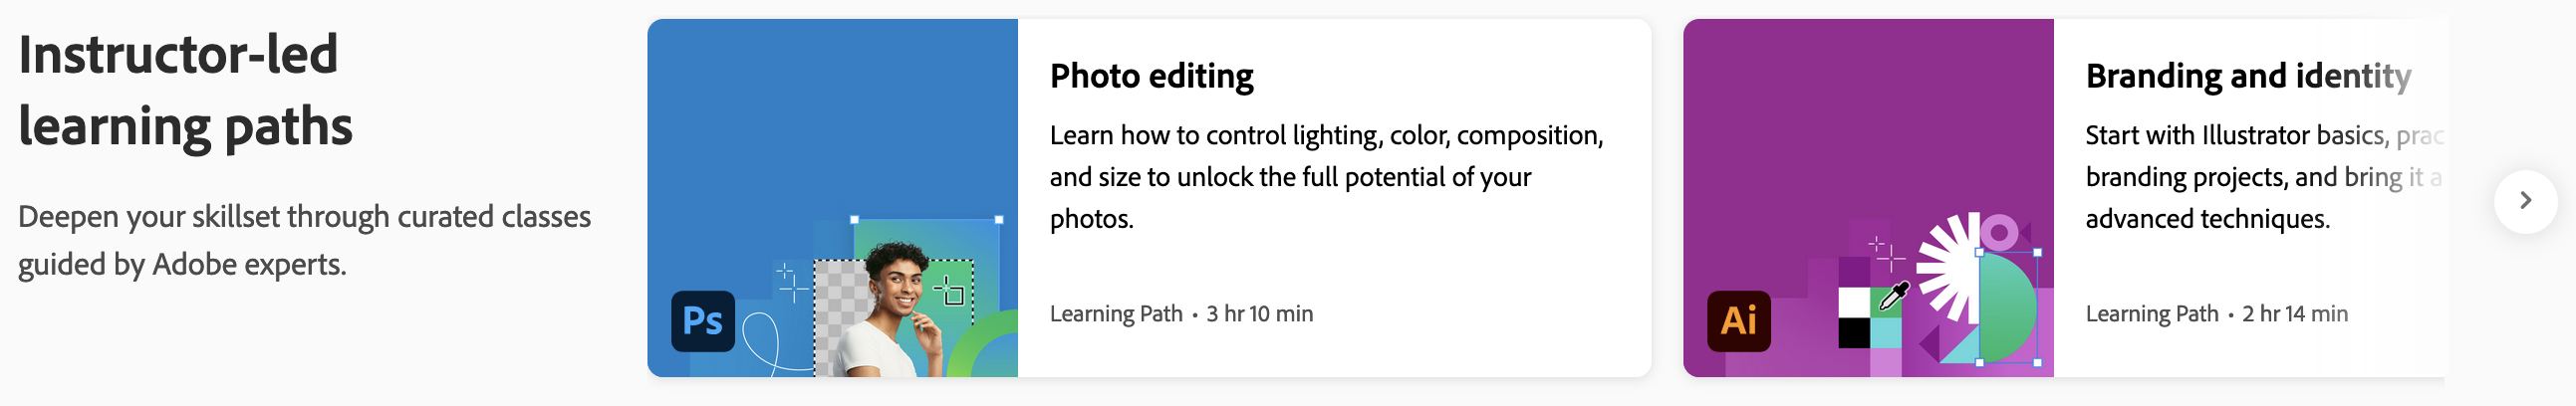 Instructor-led
learning paths
Deepen your skillset through curated classes
guided by Adobe experts.
Ps
Photo editing
Learn how to control lighting, color, composition,
and size to unlock the full potential of your
photos.
Learning Path • 3 hr 10 min
Ai
Branding and identity
Start with Illustrator basics,
branding projects, and bring it
advanced techniques.
Learning Path • 2 hr 14 min